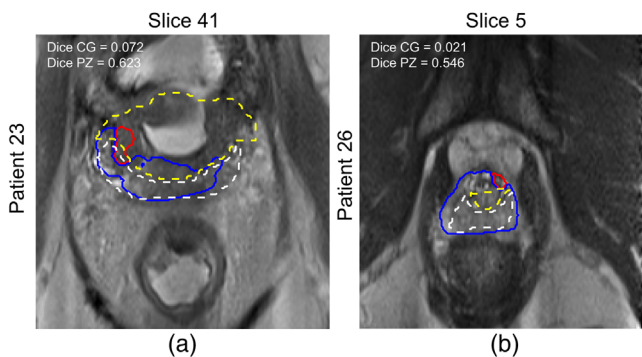 Slice 41
Slice 5
Dice CG = 0.072
Dice PZ = 0.623
Dice CG = 0.021
Dice PZ = 0.546
Patient 23
Patient 26
(a)
(b)